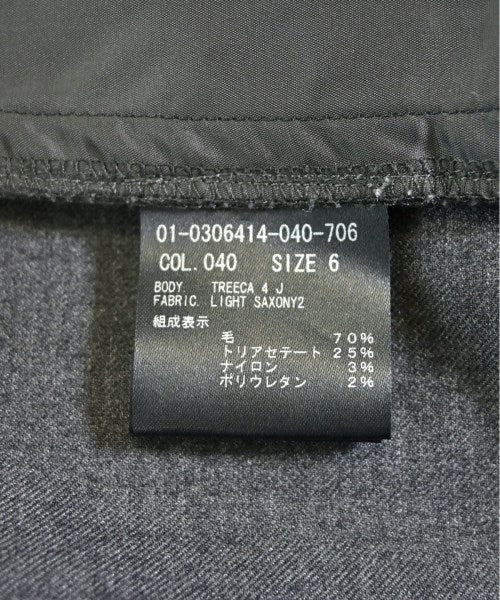 01-0306414-040-706
COL.040 SIZE 6
BODY. TREECA 4 J
FABRIC. LIGHT SAXONY2
組成表示
毛 70%
トリアセテート 25%
ナイロン 3%
ポリウレタン 2%